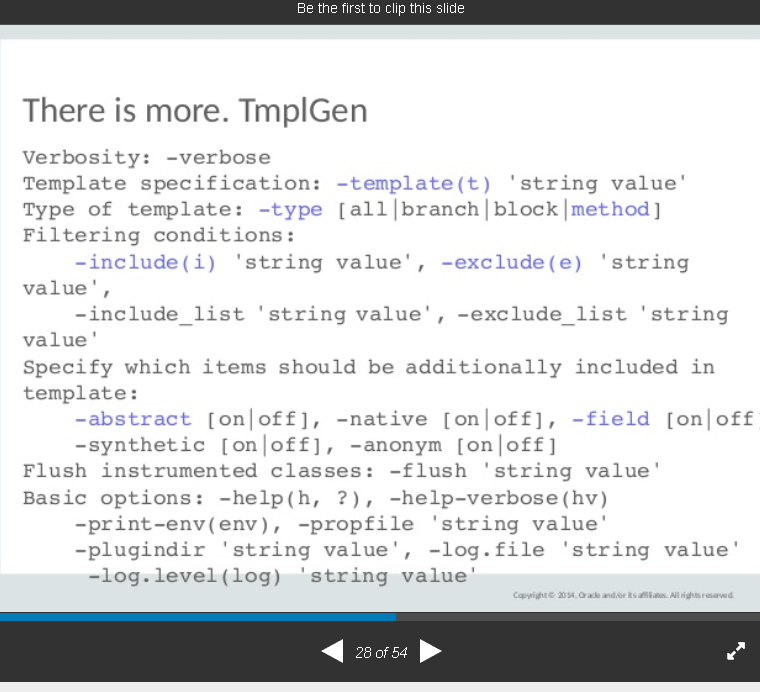 Be the first to clip this slide
There is more. TmplGen
Verbosity: -verbose
Template specification: -template(t) 'string value'
Type of template: -type [all|branch|block|method]
Filtering conditions:
-include(i) 'string value', -exclude(e) 'string
value',
-include_list 'string value', -exclude_list 'string
value'
Specify which items should be additionally included in
template:
-abstract [on|off], -native [on|off], -field [on|off
-synthetic [on|off], -anonym [on|off]
Flush instrumented classes: -flush 'string value'
Basic options: -help(h, ?), -help-verbose(hv)
-print-env(env), -propfile 'string value'
-plugindir 'string value', -log.file 'string value'
-log.level(log) 'string value'
Copyright © 2014, Oracle and/or its affiliates. All rights reserved.
28 of 54